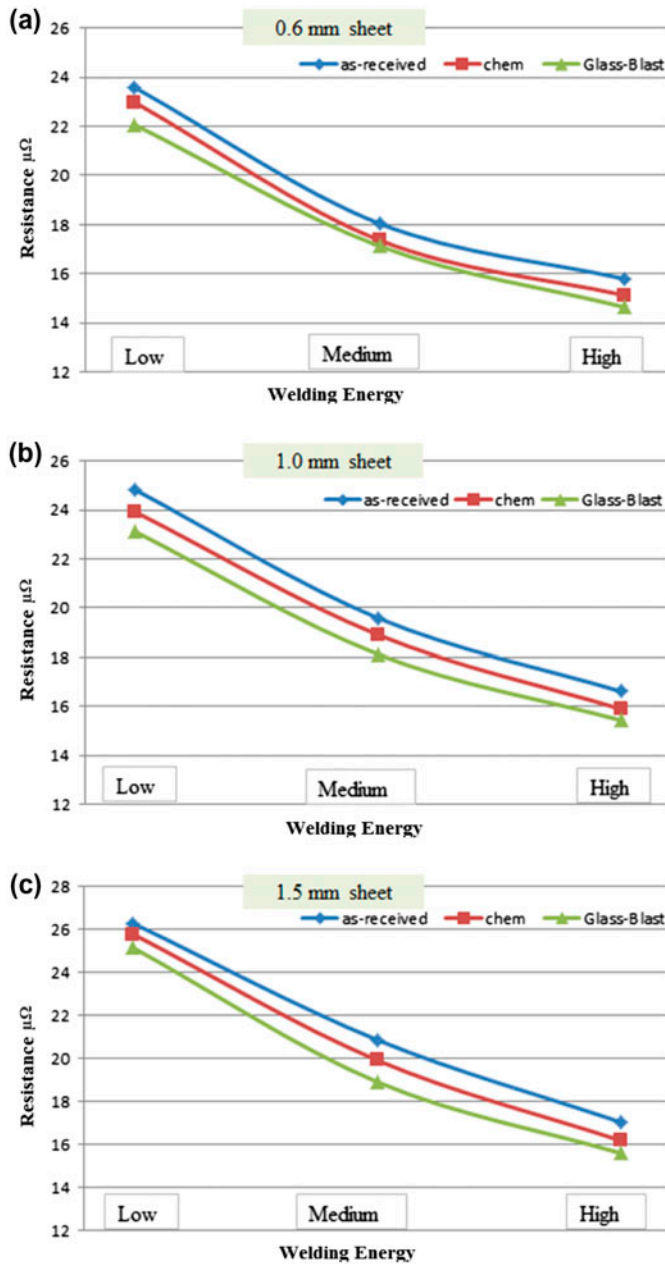 (a)
0.6 mm sheet
as-received chem Glass-Blast
26
24
22
20
18
16
14
12
Resistance µΩ
Low Medium High
Welding Energy
(b)
1.0 mm sheet
as-received chem Glass-Blast
26
24
22
20
18
16
14
12
Resistance µΩ
Low Medium High
Welding Energy
(c)
1.5 mm sheet
as-received chem Glass-Blast
28
26
24
22
20
18
16
14
12
Resistance µΩ
Low Medium High
Welding Energy